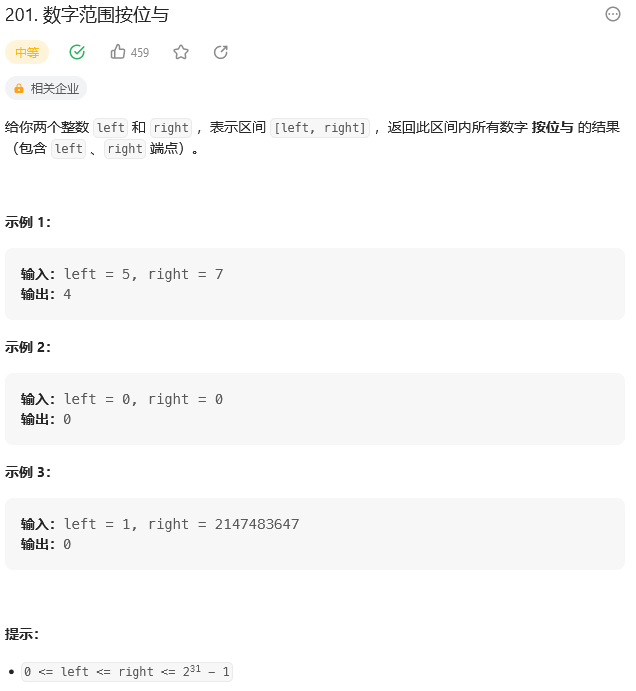 201. 数字范围按位与
中等 459
相关企业
给你两个整数 left 和 right ，表示区间 [left, right] ，返回此区间内所有数字 按位与 的结果
（包含 left 、right 端点）。
示例 1：
输入：left = 5, right = 7
输出：4
示例 2：
输入：left = 0, right = 0
输出：0
示例 3：
输入：left = 1, right = 2147483647
输出：0
提示：
• 0 <= left <= right <= 2³¹ - 1